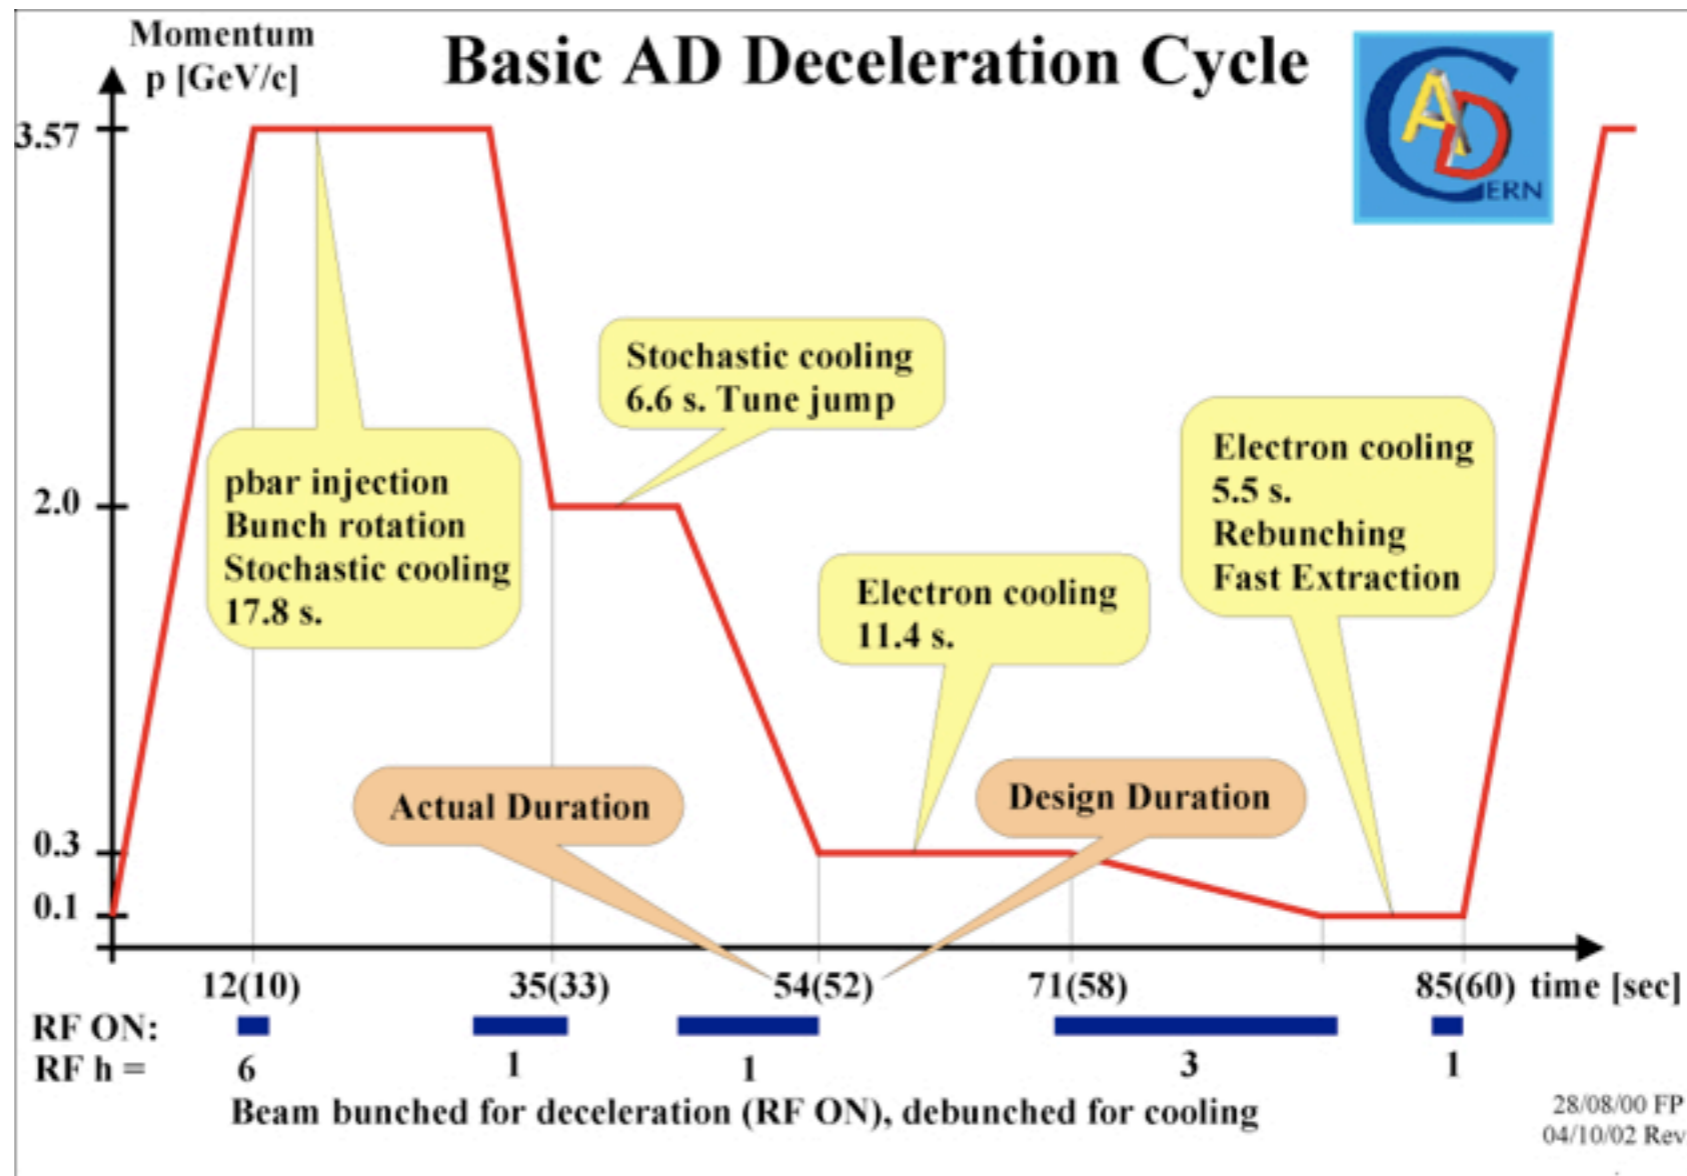 Momentum
p [GeV/c]
Basic AD Deceleration Cycle
CADERN
3.57
2.0
0.3
0.1
pbar injection
Bunch rotation
Stochastic cooling
17.8 s.
Stochastic cooling
6.6 s. Tune jump
Electron cooling
11.4 s.
Electron cooling
5.5 s.
Rebunching
Fast Extraction
Actual Duration
Design Duration
12(10) 35(33) 54(52) 71(58) 85(60) time [sec]
RF ON:
RF h = 6 1 1 3 1
Beam bunched for deceleration (RF ON), debunched for cooling
28/08/00 FP
04/10/02 Rev